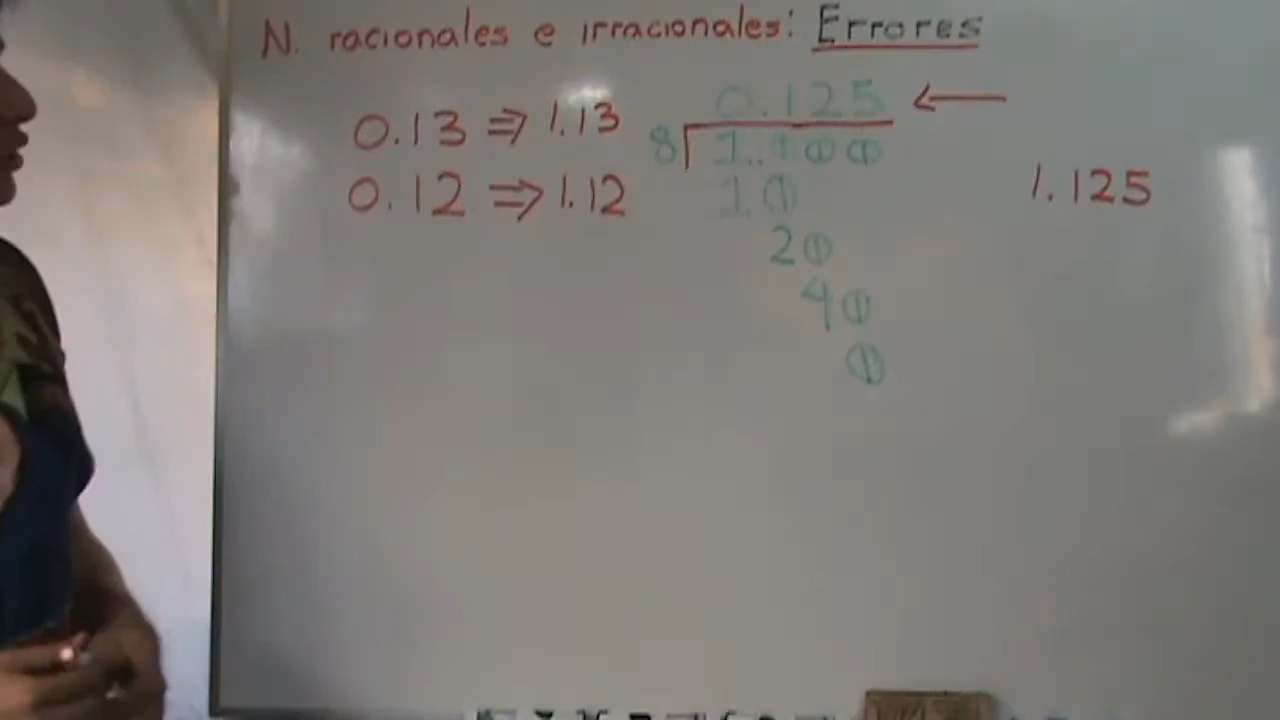 N. racionales e irracionales: Errores
0.13 ⇒ 1.13
0.12 ⇒ 1.12
0.125 ←
8 1.000
10
20
40
0
1.125